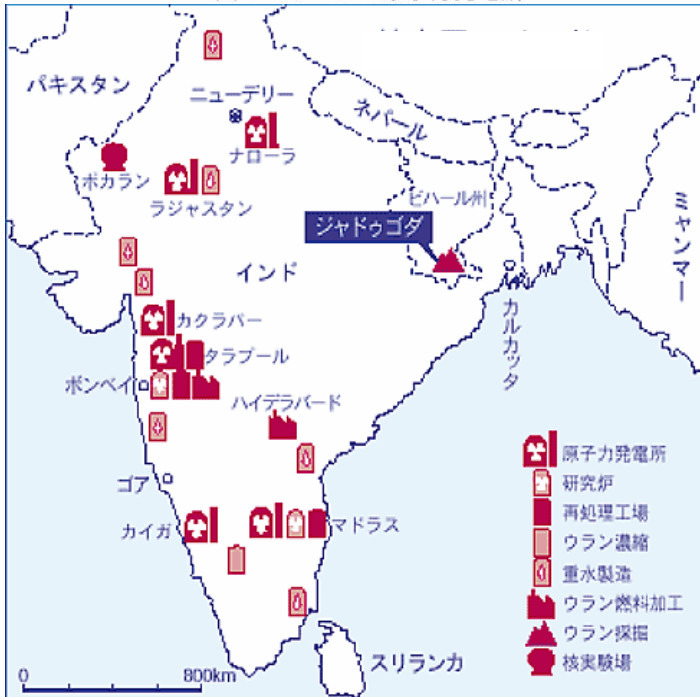 パキスタン
ニューデリー
ネパール
ナローラ
ポカラン
ラジャスタン
ビハール州
ジャドゥゴダ
ミャンマー
インド
カルカッタ
カクラパー
タラプール
ボンベイ
ハイデラバード
ゴア
カイガ
マドラス
スリランカ
原子力発電所
研究炉
再処理工場
ウラン濃縮
重水製造
ウラン燃料加工
ウラン採掘
核実験場
0 800km